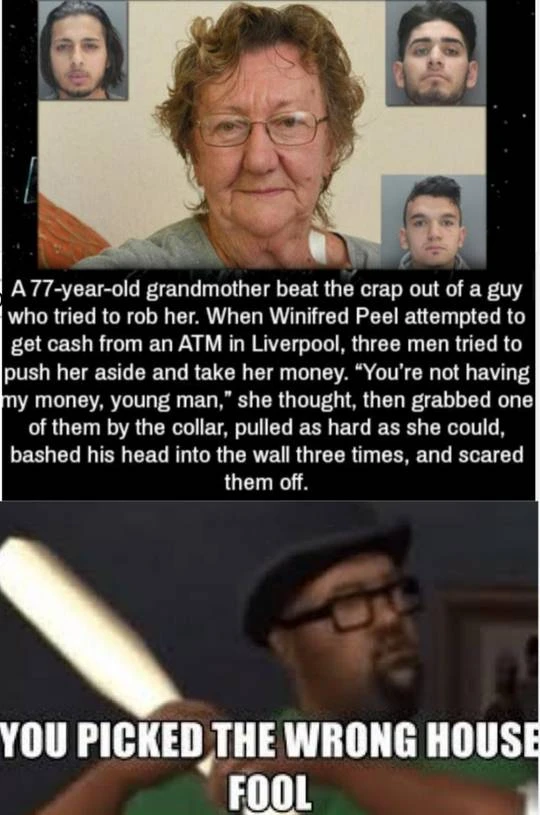 A 77-year-old grandmother beat the crap out of a guy
who tried to rob her. When Winifred Peel attempted to
get cash from an ATM in Liverpool, three men tried to
push her aside and take her money. “You're not having
my money, young man,” she thought, then grabbed one
of them by the collar, pulled as hard as she could,
bashed his head into the wall three times, and scared
them off.
YOU PICKED THE WRONG HOUSE
FOOL